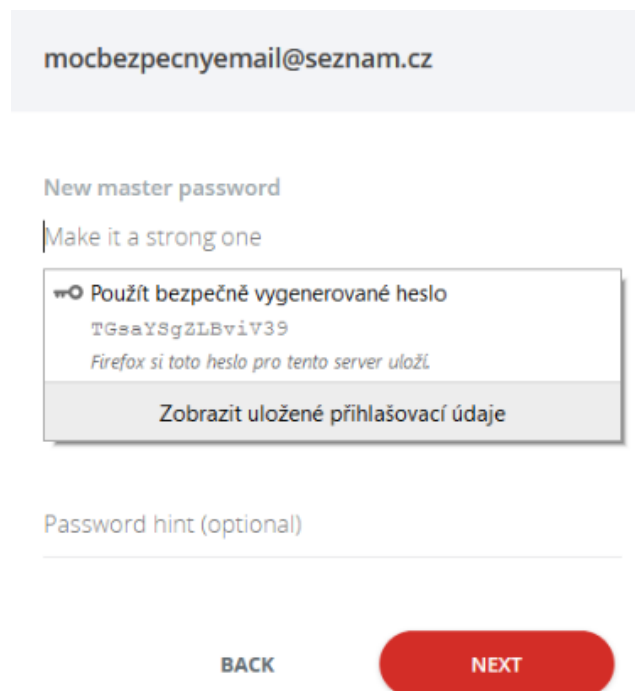 mocbezpecnyemail@seznam.cz
New master password
Make it a strong one
Použít bezpečně vygenerované heslo
TGsaYSgZLBviV39
Firefox si toto heslo pro tento server uloží.
Zobrazit uložené přihlašovací údaje
Password hint (optional)
BACK NEXT